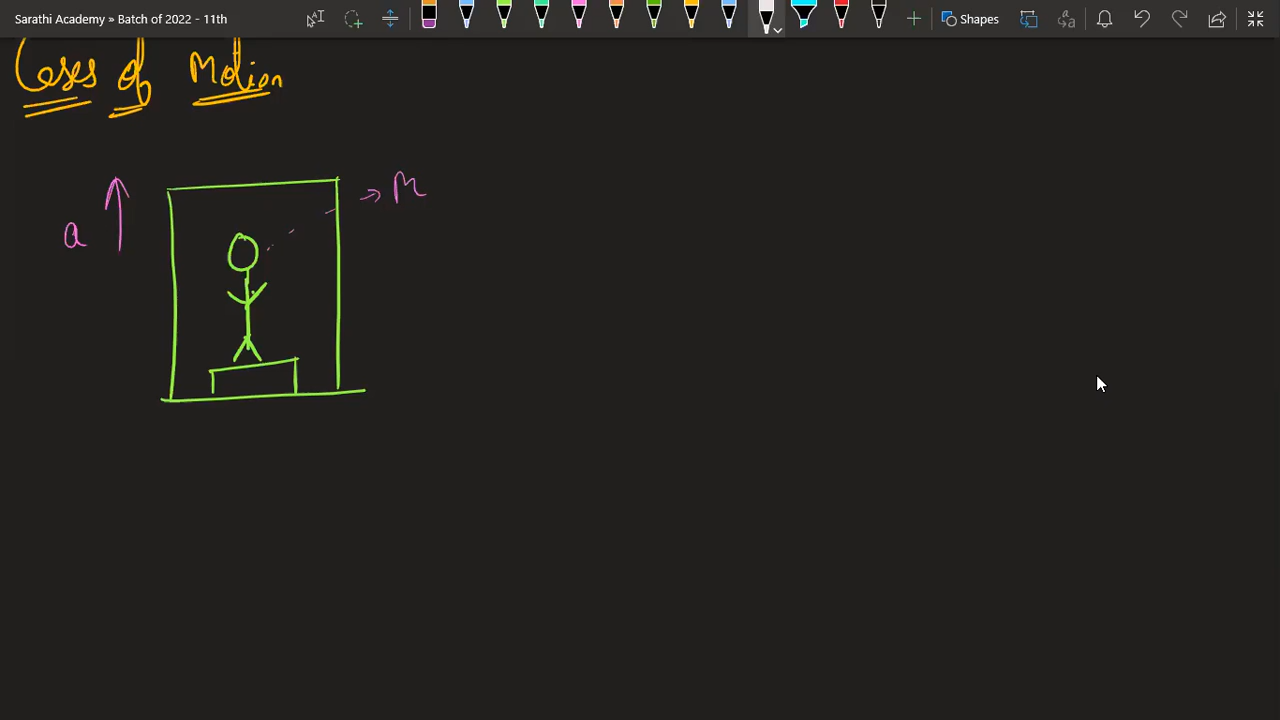 Sarathi Academy » Batch of 2022 - 11th
Shapes
Cases of Motion
M
a